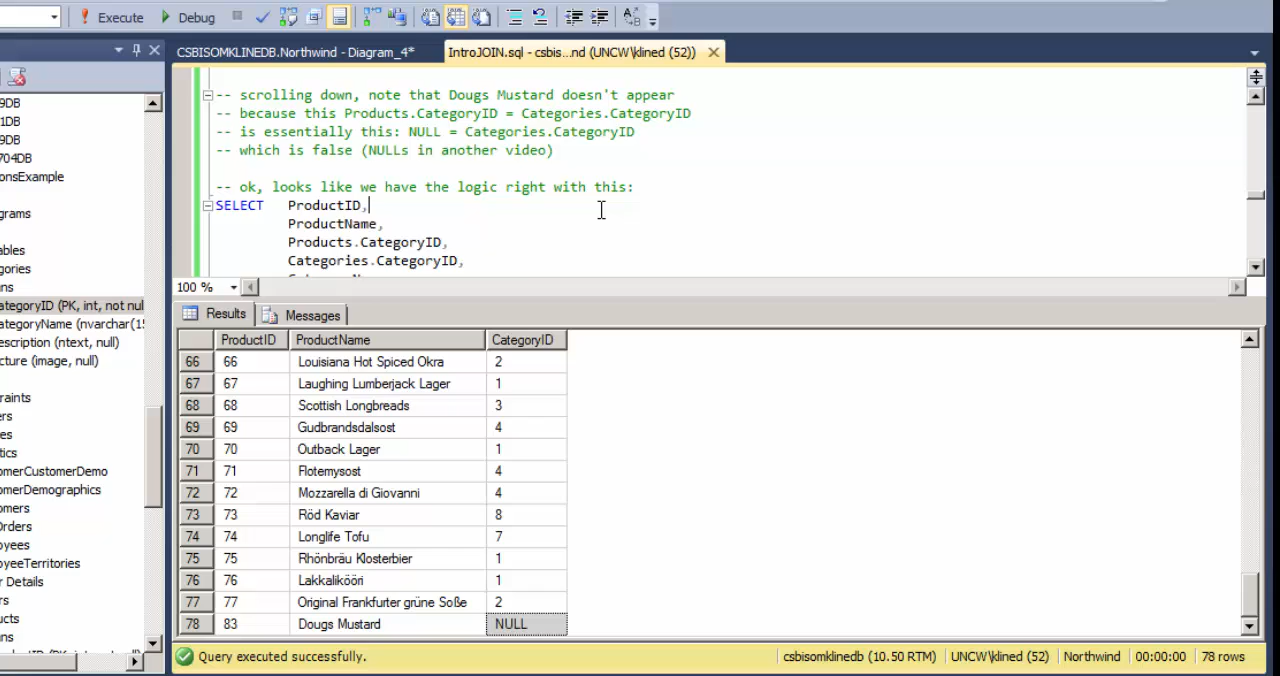 Execute Debug
CSBISOMKLINEDB.Northwind - Diagram_4* IntroJOIN.sql - csbis...nd (UNCW\klined (52))
9DB
1DB
9DB
704DB
onsExample
grams
ables
gories
ns
ategoryID (PK, int, not nul
ategoryName (nvarchar(15
escription (ntext, null)
cture (image, null)
raints
ers
es
tics
omerCustomerDemo
omerDemographics
omers
Orders
oyees
oyeeTerritories
r Details
rs
ucts
ns
-- scrolling down, note that Dougs Mustard doesn't appear
-- because this Products.CategoryID = Categories.CategoryID
-- is essentially this: NULL = Categories.CategoryID
-- which is false (NULLs in another video)
-- ok, looks like we have the logic right with this:
SELECT ProductID,
ProductName,
Products.CategoryID,
Categories.CategoryID,
100 %
Results Messages
ProductID ProductName CategoryID
66 66 Louisiana Hot Spiced Okra 2
67 67 Laughing Lumberjack Lager 1
68 68 Scottish Longbreads 3
69 69 Gudbrandsdalsost 4
70 70 Outback Lager 1
71 71 Flotemysost 4
72 72 Mozzarella di Giovanni 4
73 73 Röd Kaviar 8
74 74 Longlife Tofu 7
75 75 Rhönbräu Klosterbier 1
76 76 Lakkalikööri 1
77 77 Original Frankfurter grüne Soße 2
78 83 Dougs Mustard NULL
Query executed successfully. csbisomklinedb (10.50 RTM) UNCW\klined (52) Northwind 00:00:00 78 rows